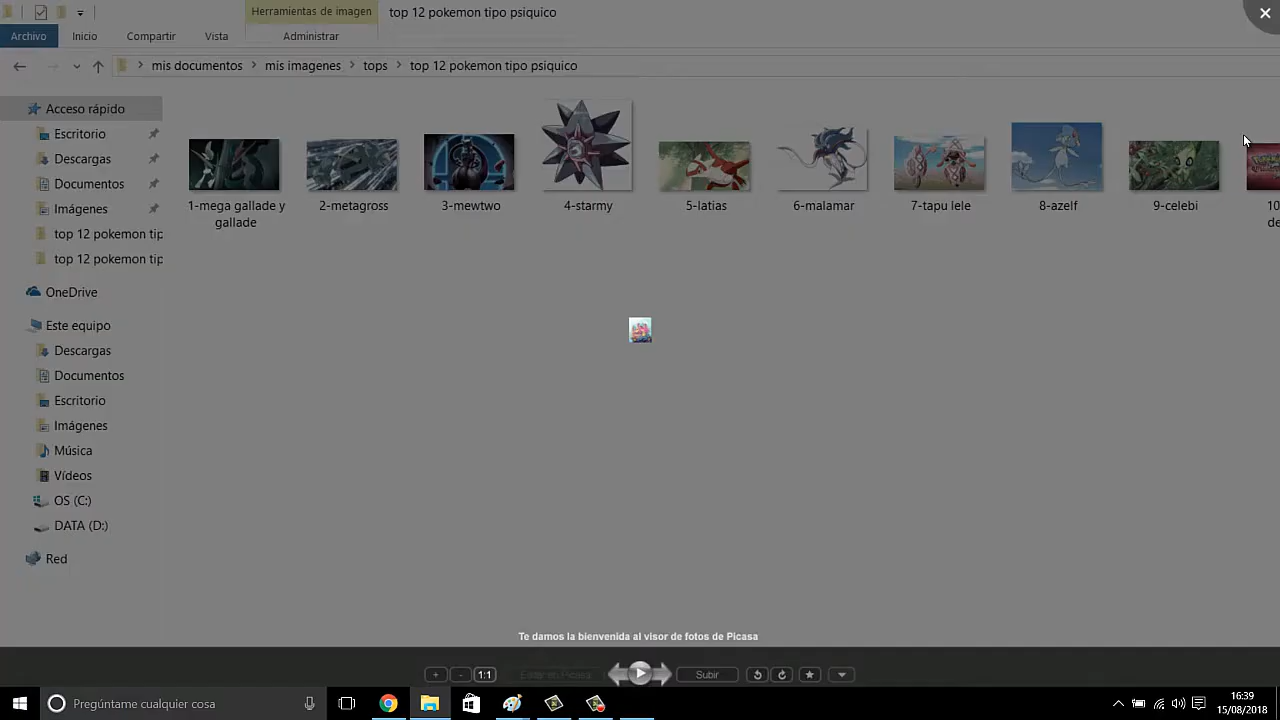 Herramientas de imagen
top 12 pokemon tipo psiquico
Archivo
Inicio
Compartir
Vista
Administrar
mis documentos
mis imagenes
tops
top 12 pokemon tipo psiquico
Acceso rápido
Escritorio
Descargas
Documentos
Imágenes
top 12 pokemon tip
top 12 pokemon tip
OneDrive
Este equipo
Descargas
Documentos
Escritorio
Imágenes
Música
Vídeos
OS (C:)
DATA (D:)
Red
1-mega gallade y
gallade
2-metagross
3-mewtwo
4-starmy
5-latias
6-malamar
7-tapu lele
8-azelf
9-celebi
10
de
Te damos la bienvenida al visor de fotos de Picasa
+
-
1:1
Subir
Pregúntame cualquier cosa
16:39
15/08/2018